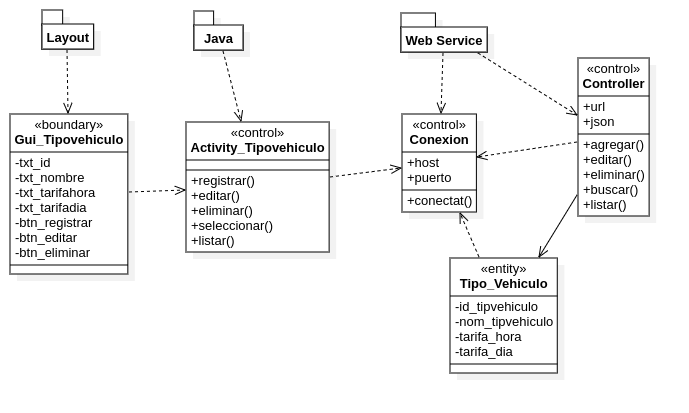 Layout
Java
Web Service
«control»
Controller
+url
+json
+agregar()
+editar()
+eliminar()
+buscar()
+listar()
«boundary»
Gui_Tipovehiculo
-txt_id
-txt_nombre
-txt_tarifahora
-txt_tarifadia
-btn_registrar
-btn_editar
-btn_eliminar
«control»
Activity_Tipovehiculo
+registrar()
+editar()
+eliminar()
+seleccionar()
+listar()
«control»
Conexion
+host
+puerto
+conectat()
«entity»
Tipo_Vehiculo
-id_tipvehiculo
-nom_tipvehiculo
-tarifa_hora
-tarifa_dia